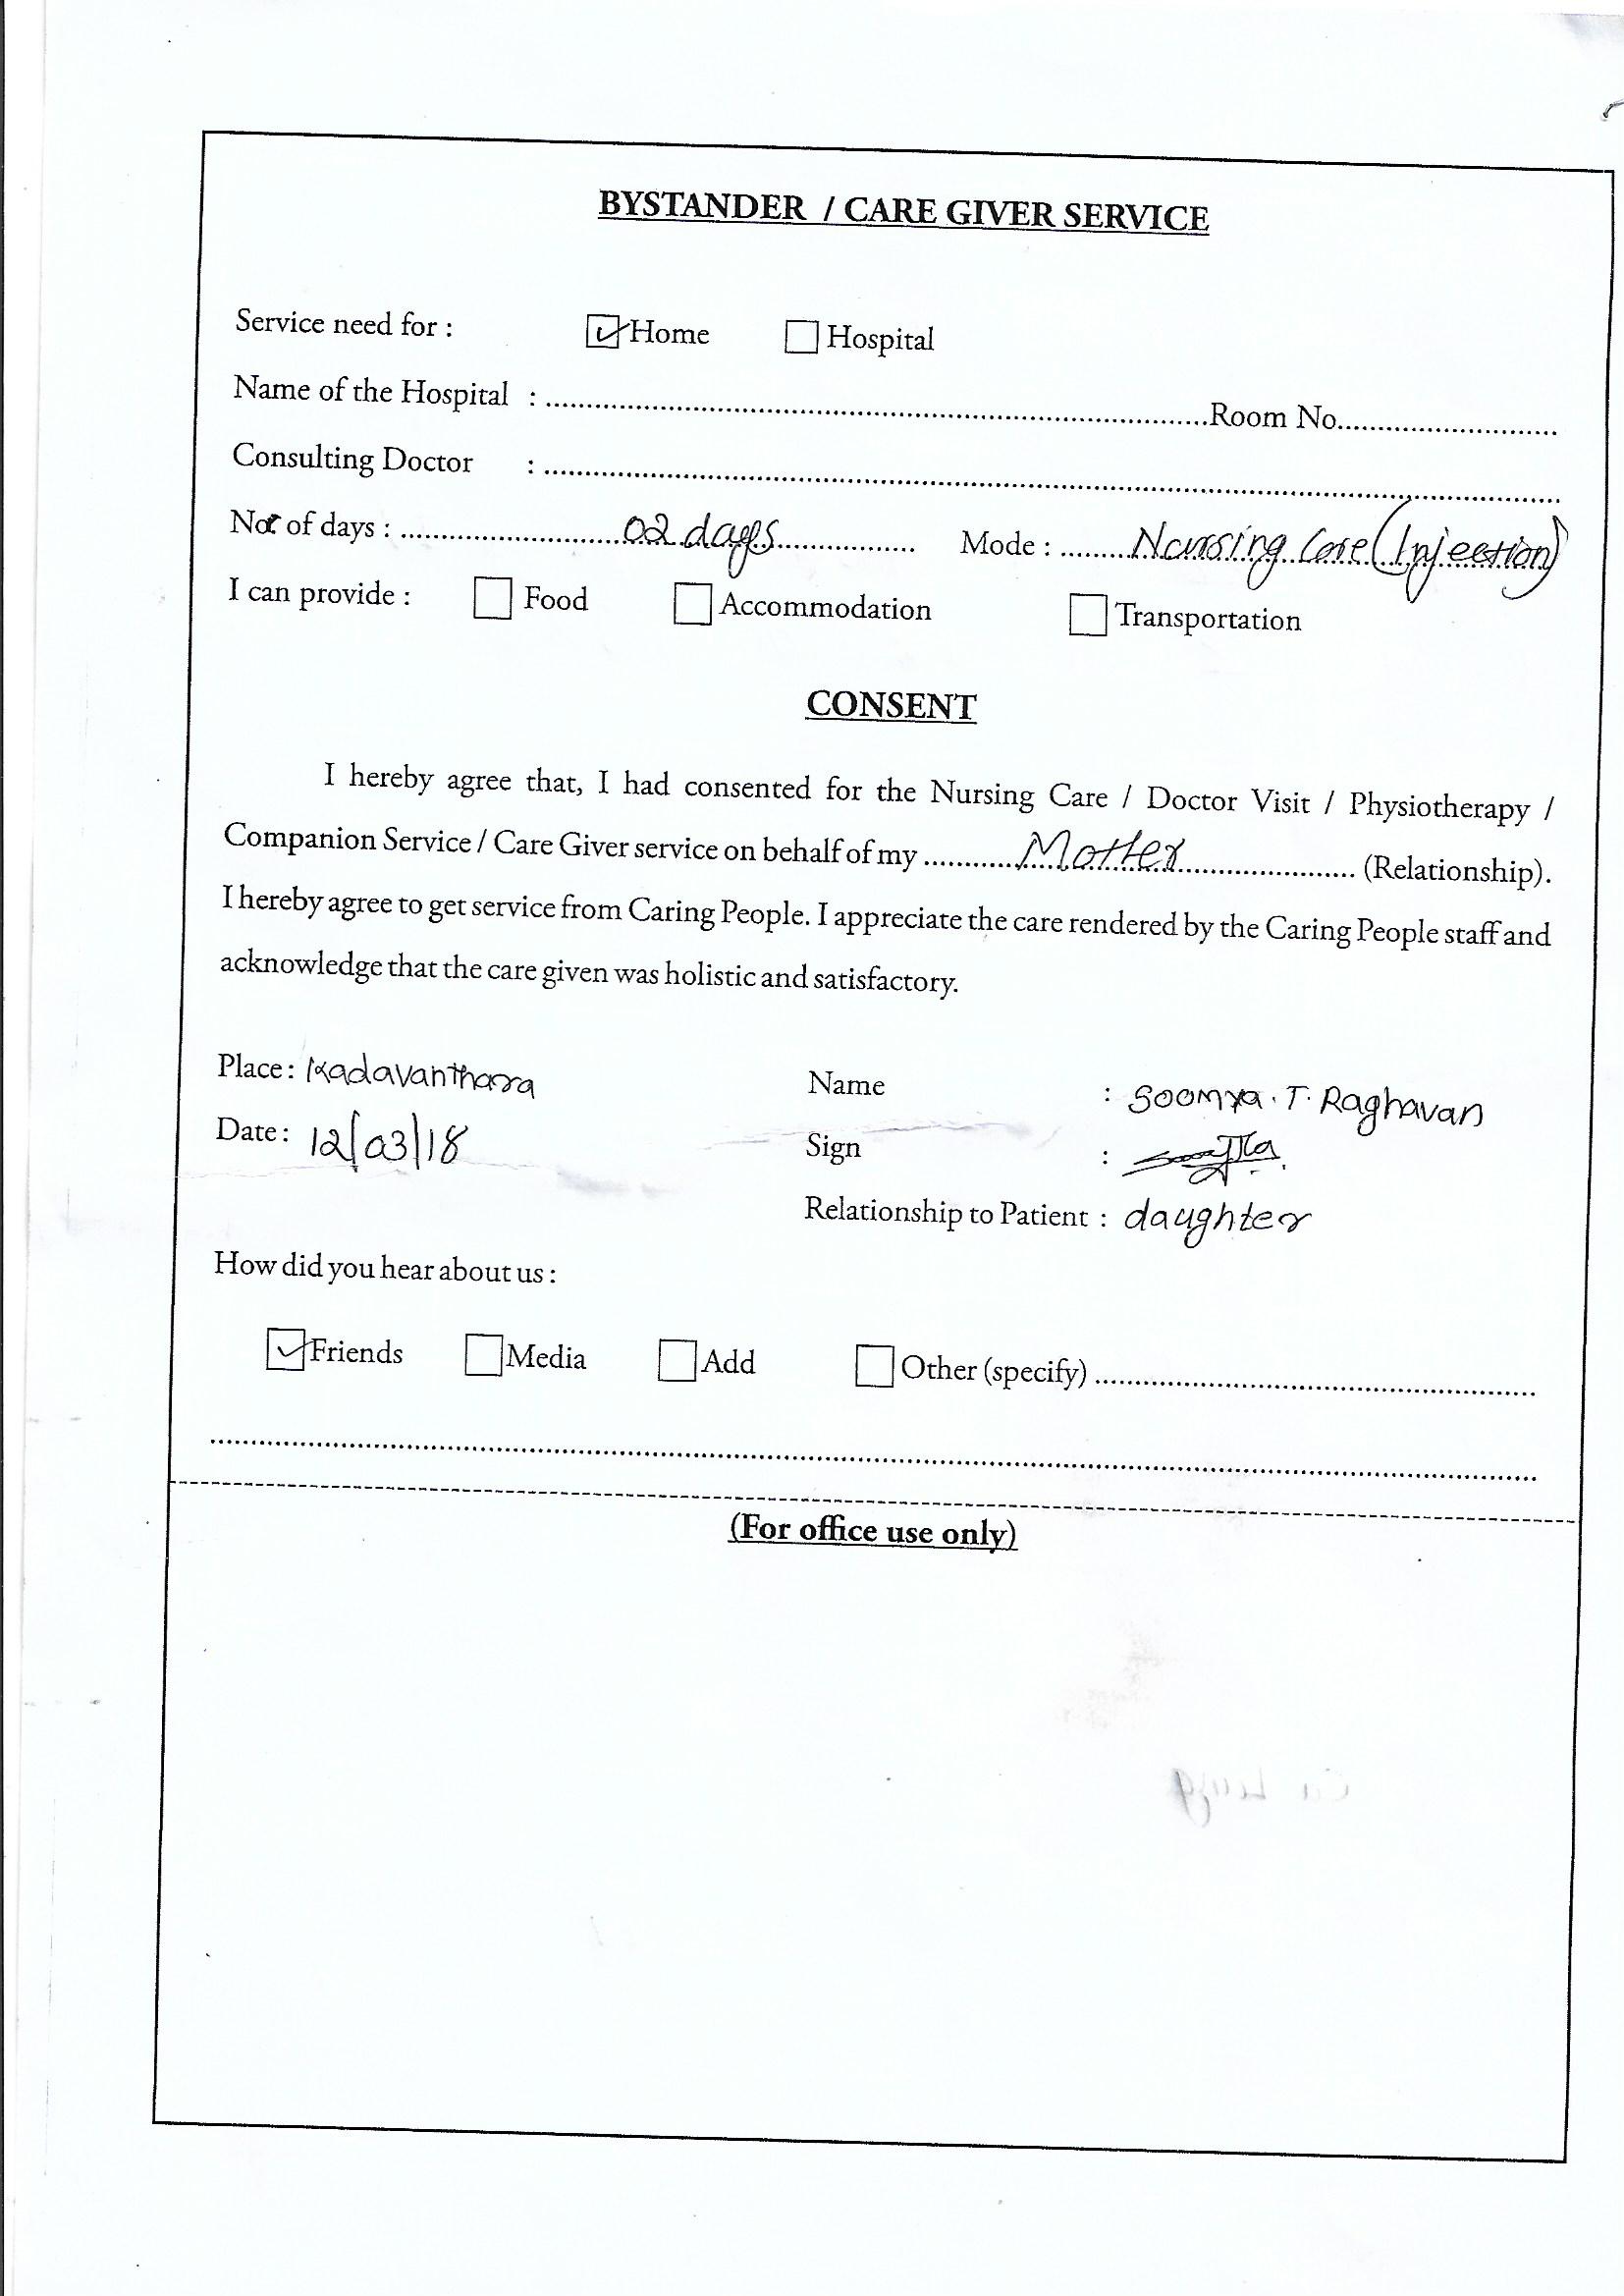 BYSTANDER / CARE GIVER SERVICE
Service need for : Home Hospital
Name of the Hospital : Room No.
Consulting Doctor :
No. of days : 02 days Mode : Nursing Care (Injection)
I can provide : Food Accommodation Transportation
CONSENT
I hereby agree that, I had consented for the Nursing Care / Doctor Visit / Physiotherapy /
Companion Service / Care Giver service on behalf of my Motter (Relationship).
I hereby agree to get service from Caring People. I appreciate the care rendered by the Caring People staff and
acknowledge that the care given was holistic and satisfactory.
Place : Kadavanthara Name : Soomya. T. Raghavan
Date : 12/03/18 Sign :
Relationship to Patient : daughter
How did you hear about us :
Friends Media Add Other (specify)
(For office use only)